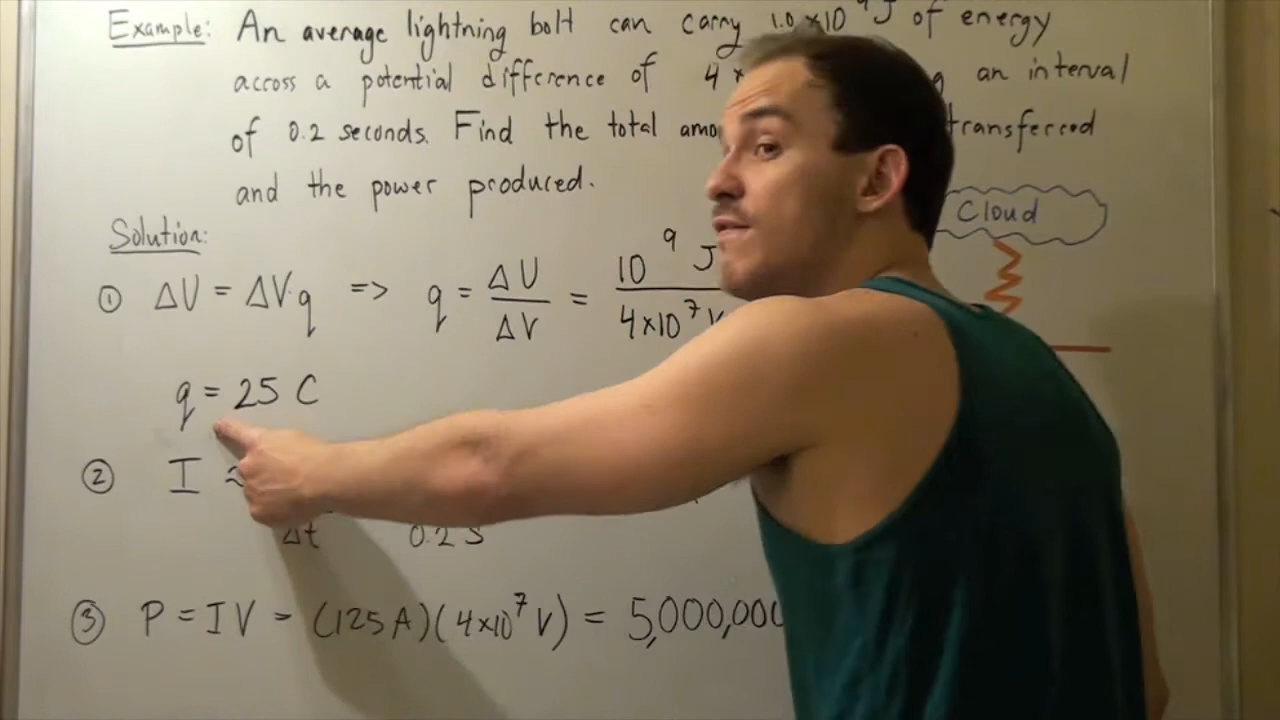 Example: An average lightning bolt can carry 1.0×10⁹ J of energy
across a potential difference of 4× an interval
of 0.2 seconds. Find the total transferred
and the power produced.
Cloud
Solution:
① ΔU = ΔV·q => q = ΔU/ΔV = 10⁹ J / 4×10⁷ V
q = 25 C
② I ≈ Δt 0.2 S
③ P = IV = (125A)(4×10⁷ V) = 5,000,000